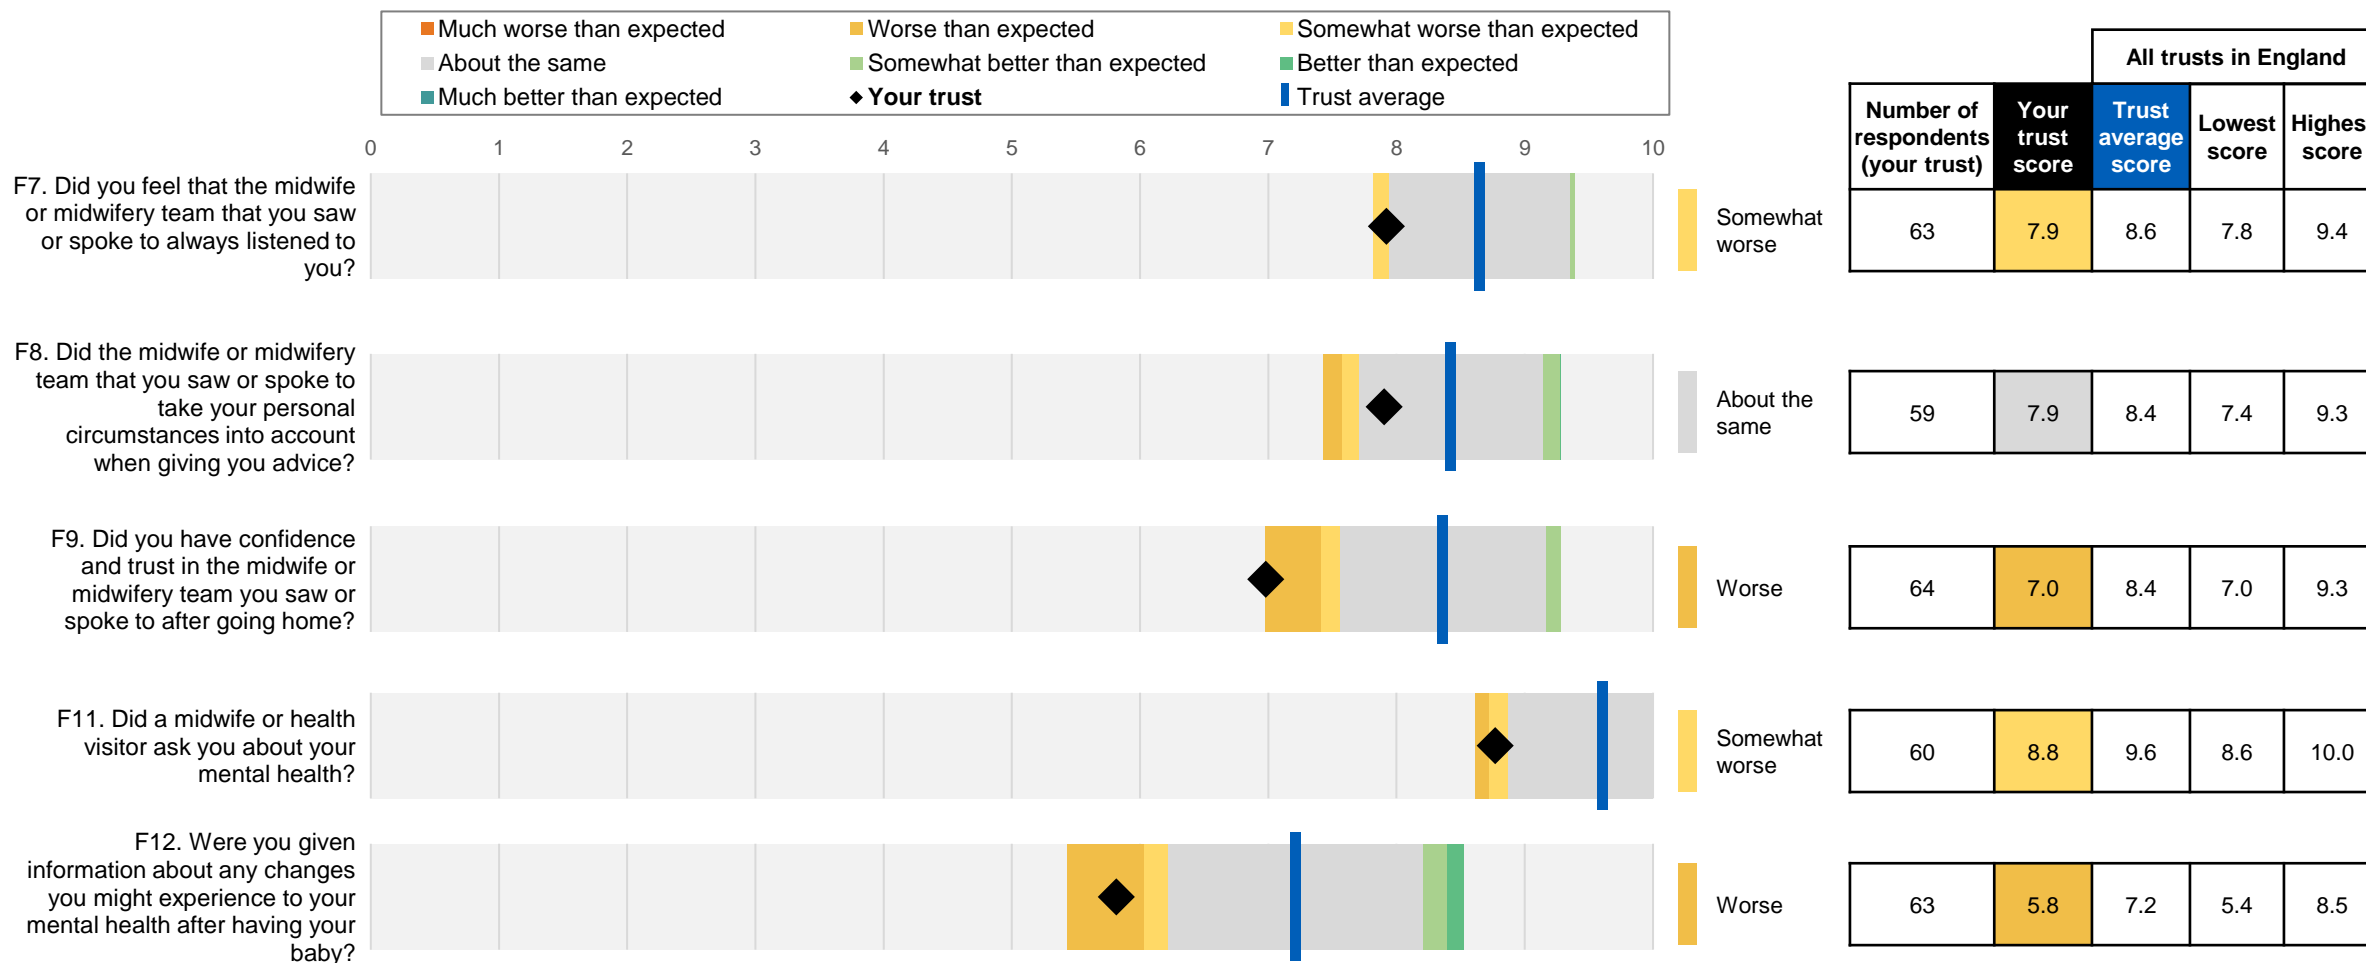 Much worse than expected
Worse than expected
Somewhat worse than expected
About the same
Somewhat better than expected
Better than expected
Much better than expected
Your trust
Trust average
All trusts in England
Number of
respondents
(your trust)
Your
trust
score
Trust
average
score
Lowest
score
Highes
score
0 1 2 3 4 5 6 7 8 9 10
F7. Did you feel that the midwife
or midwifery team that you saw
or spoke to always listened to
you?
Somewhat
worse
63 7.9 8.6 7.8 9.4
F8. Did the midwife or midwifery
team that you saw or spoke to
take your personal
circumstances into account
when giving you advice?
About the
same
59 7.9 8.4 7.4 9.3
F9. Did you have confidence
and trust in the midwife or
midwifery team you saw or
spoke to after going home?
Worse
64 7.0 8.4 7.0 9.3
F11. Did a midwife or health
visitor ask you about your
mental health?
Somewhat
worse
60 8.8 9.6 8.6 10.0
F12. Were you given
information about any changes
you might experience to your
mental health after having your
baby?
Worse
63 5.8 7.2 5.4 8.5